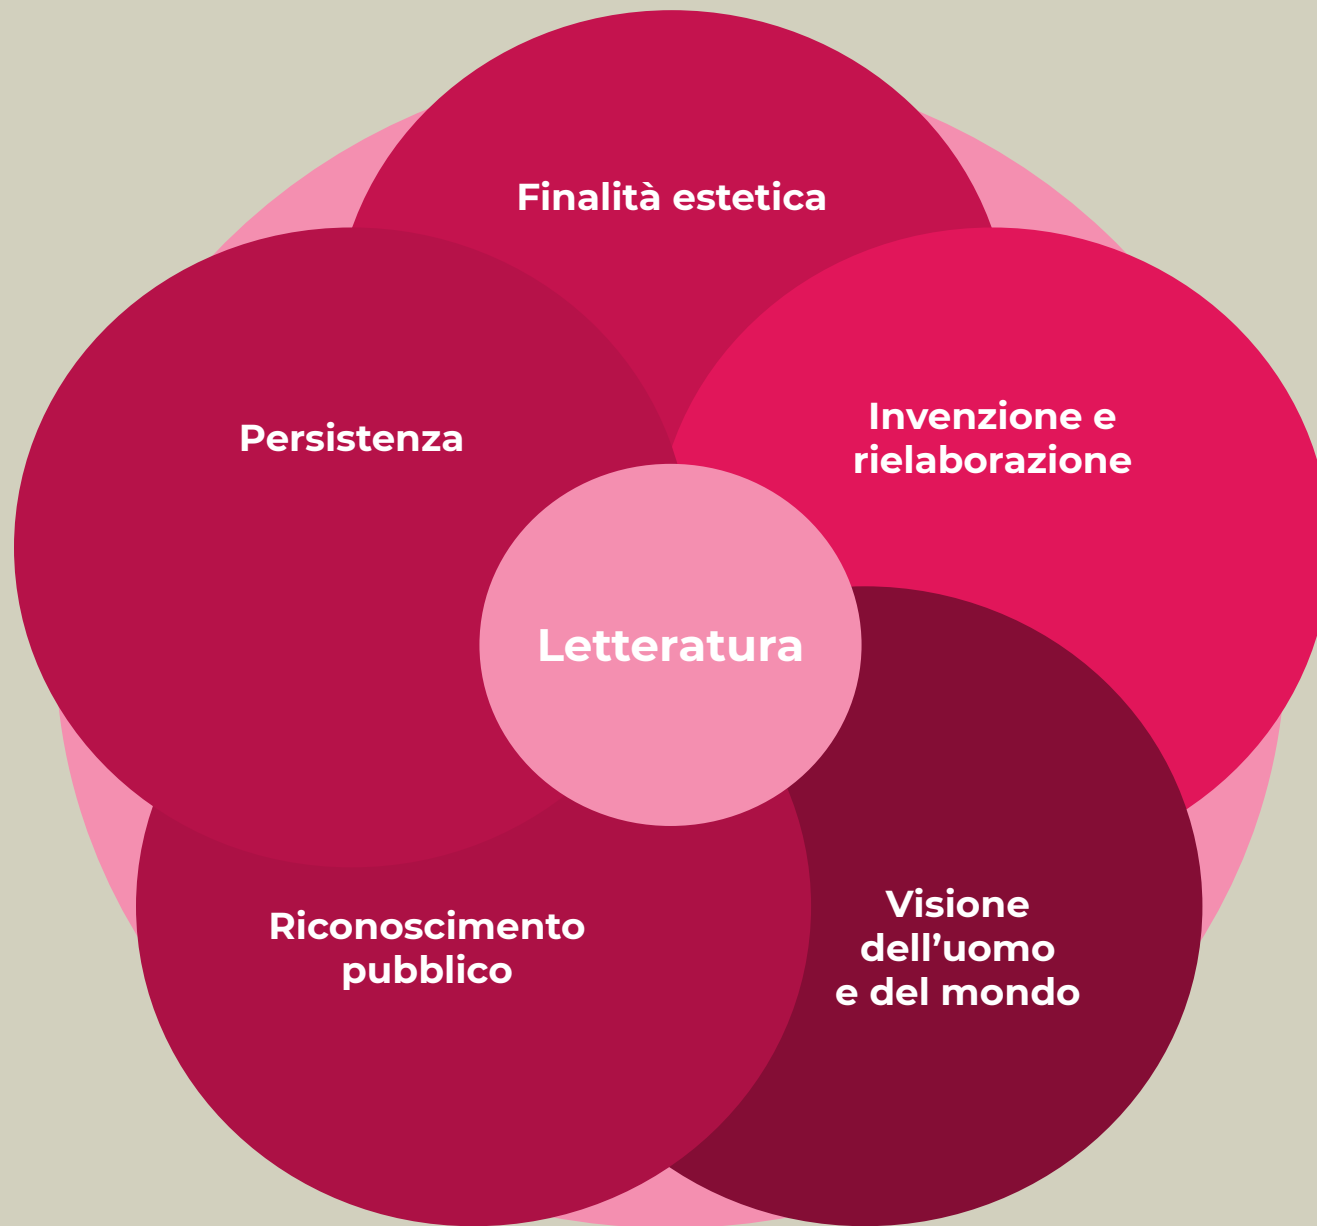 Finalità estetica
Invenzione e
rielaborazione
Persistenza
Letteratura
Visione
dell’uomo
e del mondo
Riconoscimento
pubblico